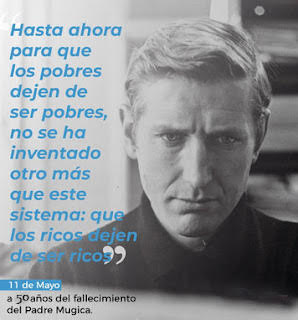 Hasta ahora
para que
los pobres
dejen de
ser pobres,
no se ha
inventado
otro más
que este
sistema: que
los ricos dejen
de ser ricos”
11 de Mayo
a 50 años del fallecimiento
del Padre Mugica.